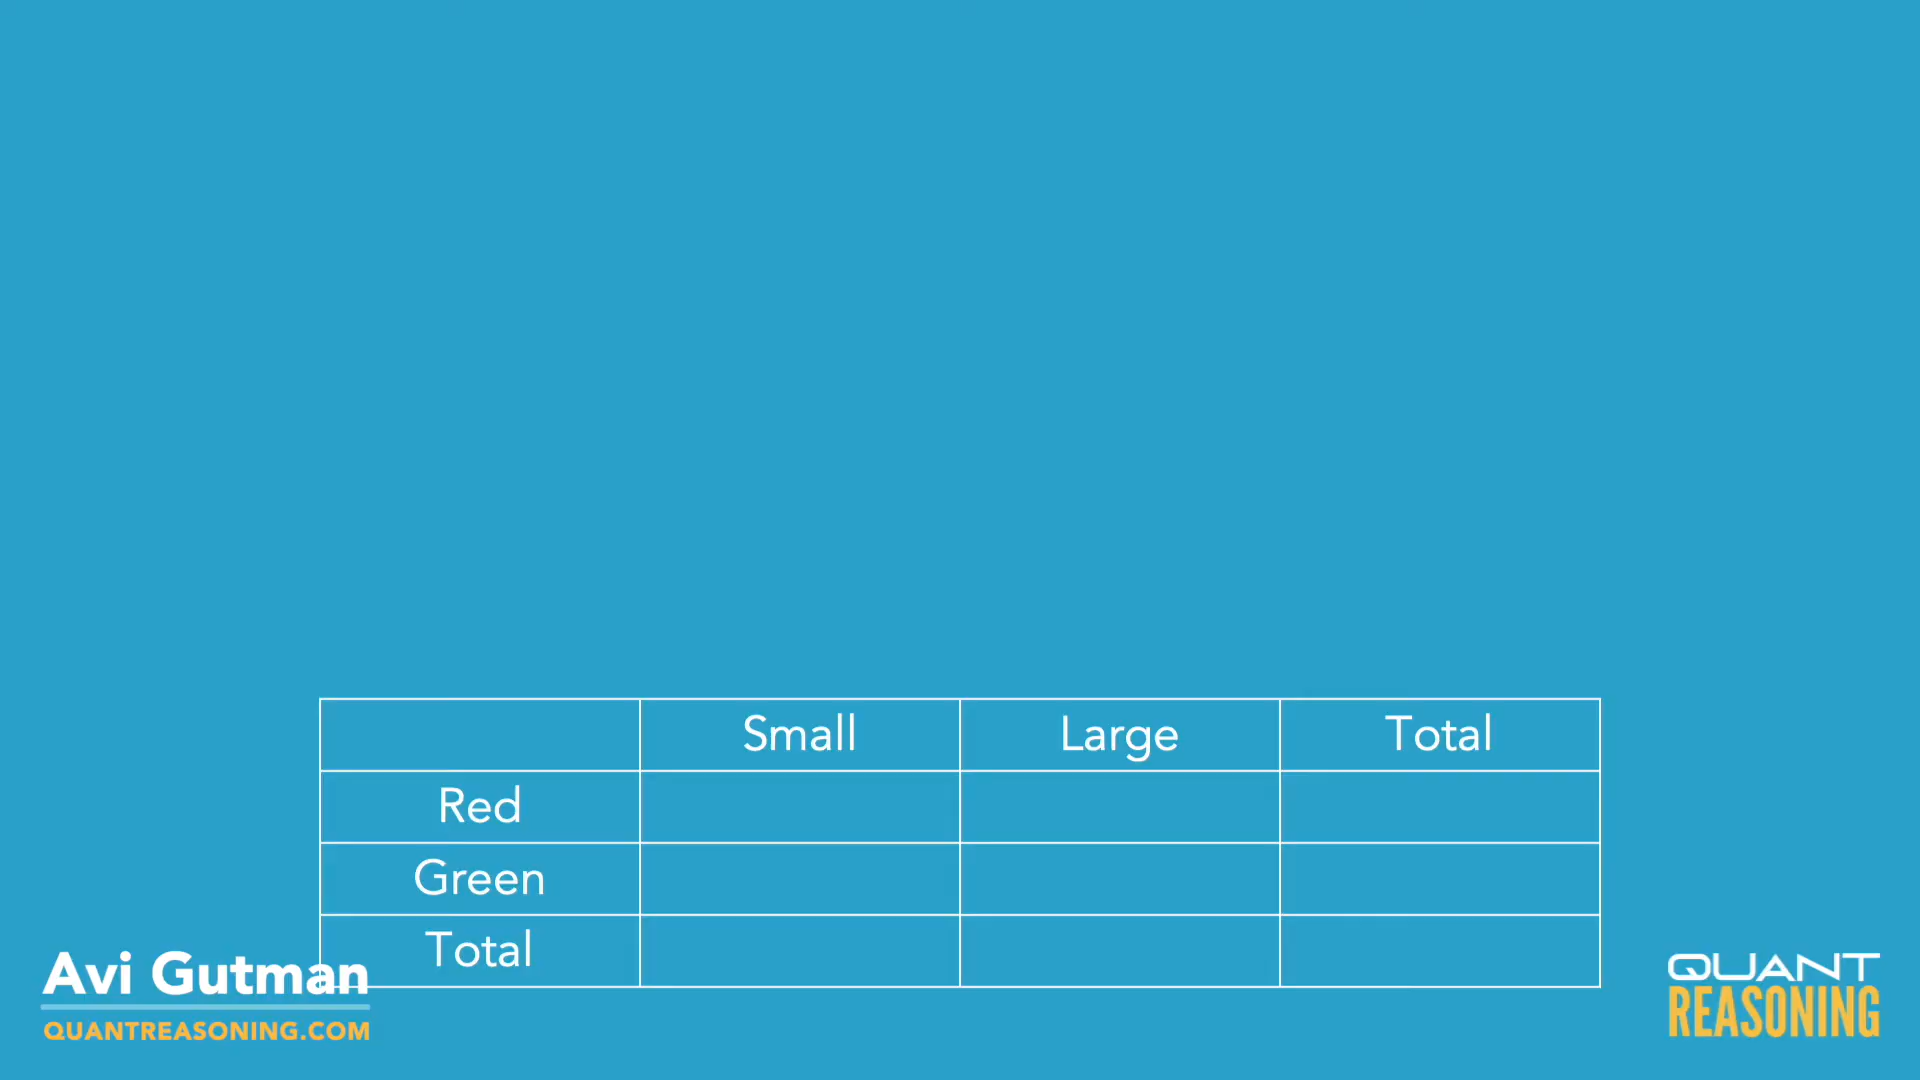 Small Large Total
Red
Green
Total
Avi Gutman
QUANTREASONING.COM
QUANT
REASONING